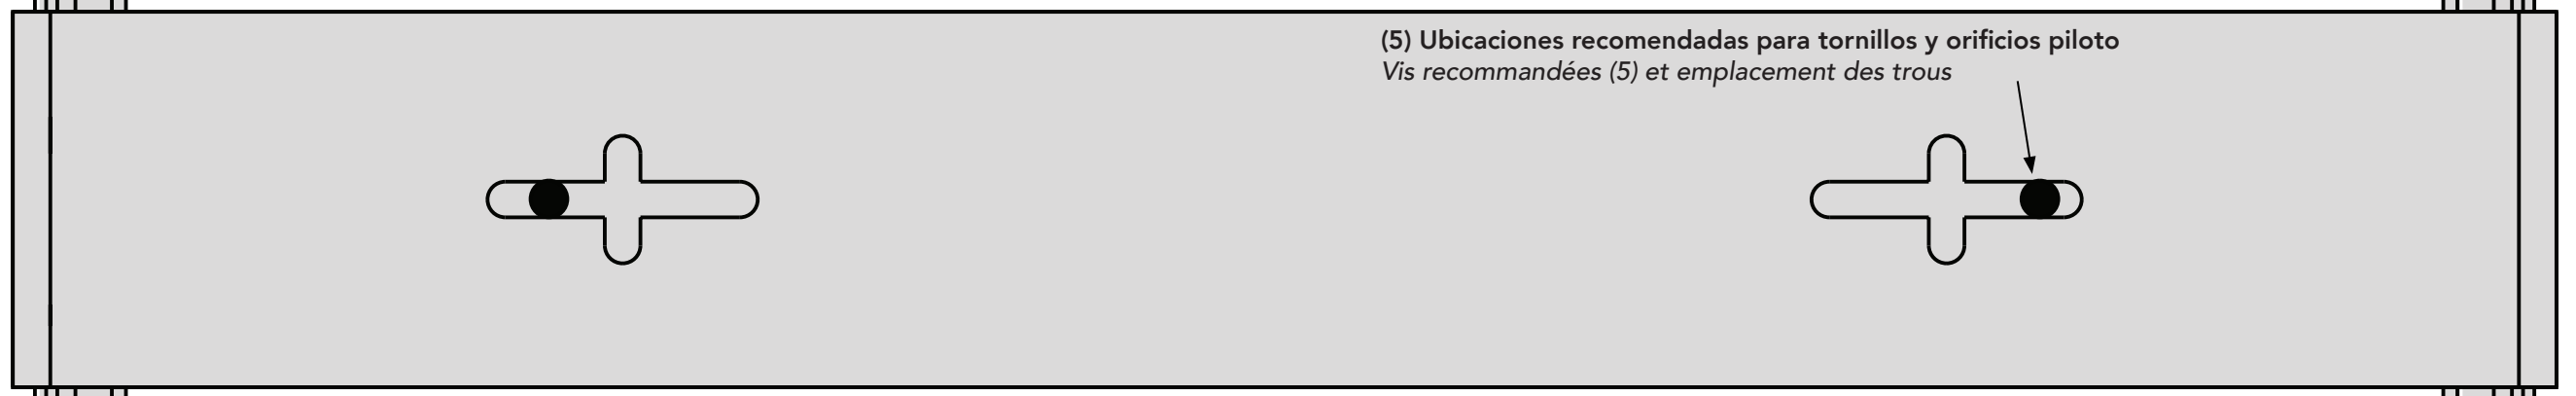 (5) Ubicaciones recomendadas para tornillos y orificios piloto
Vis recommandées (5) et emplacement des trous